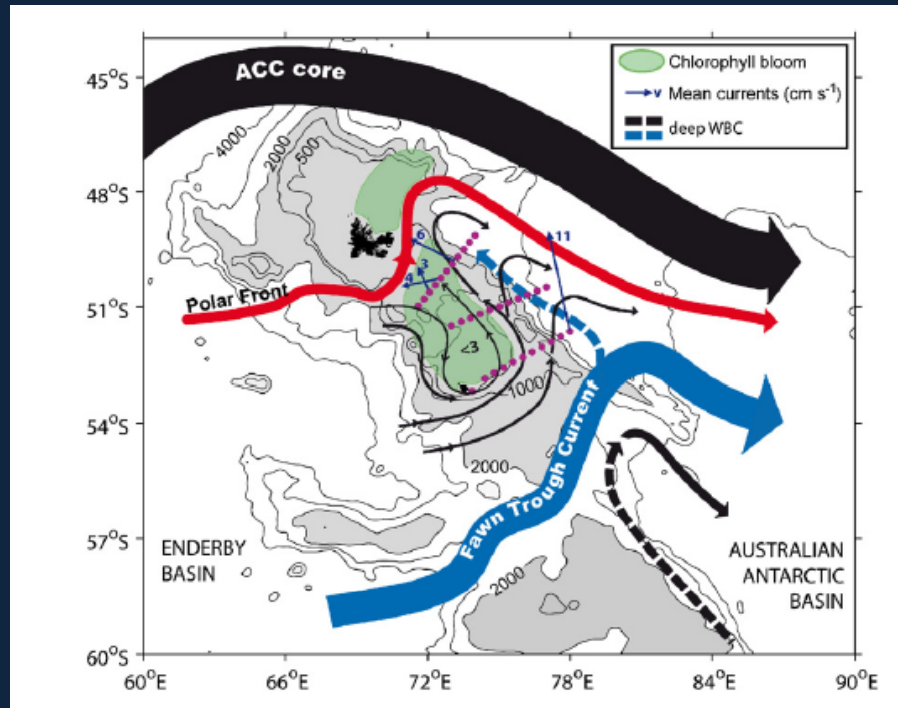 ACC core
Chlorophyll bloom
v Mean currents (cm s⁻¹)
deep WBC
45°S
48°S
51°S
54°S
57°S
60°S
4000
2000
500
6
3
4
11
Polar Front
<3
1000
2000
Fawn Trough Current
2000
ENDERBY
BASIN
AUSTRALIAN
ANTARCTIC
BASIN
60°E
66°E
72°E
78°E
84°E
90°E